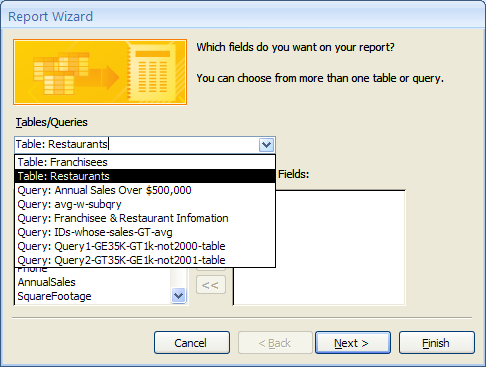 Report Wizard
Which fields do you want on your report?
You can choose from more than one table or query.
Tables/Queries
Table: Restaurants
Table: Franchisees
Table: Restaurants
Fields:
Query: Annual Sales Over $500,000
Query: avg-w-subqry
Query: Franchisee & Restaurant Infomation
Query: IDs-whose-sales-GT-avg
Query: Query1-GE35K-GT1k-not2000-table
Query: Query2-GT35K-GE1k-not2001-table
Phone
AnnualSales
<<
SquareFootage
Cancel
< Back
Next >
Finish